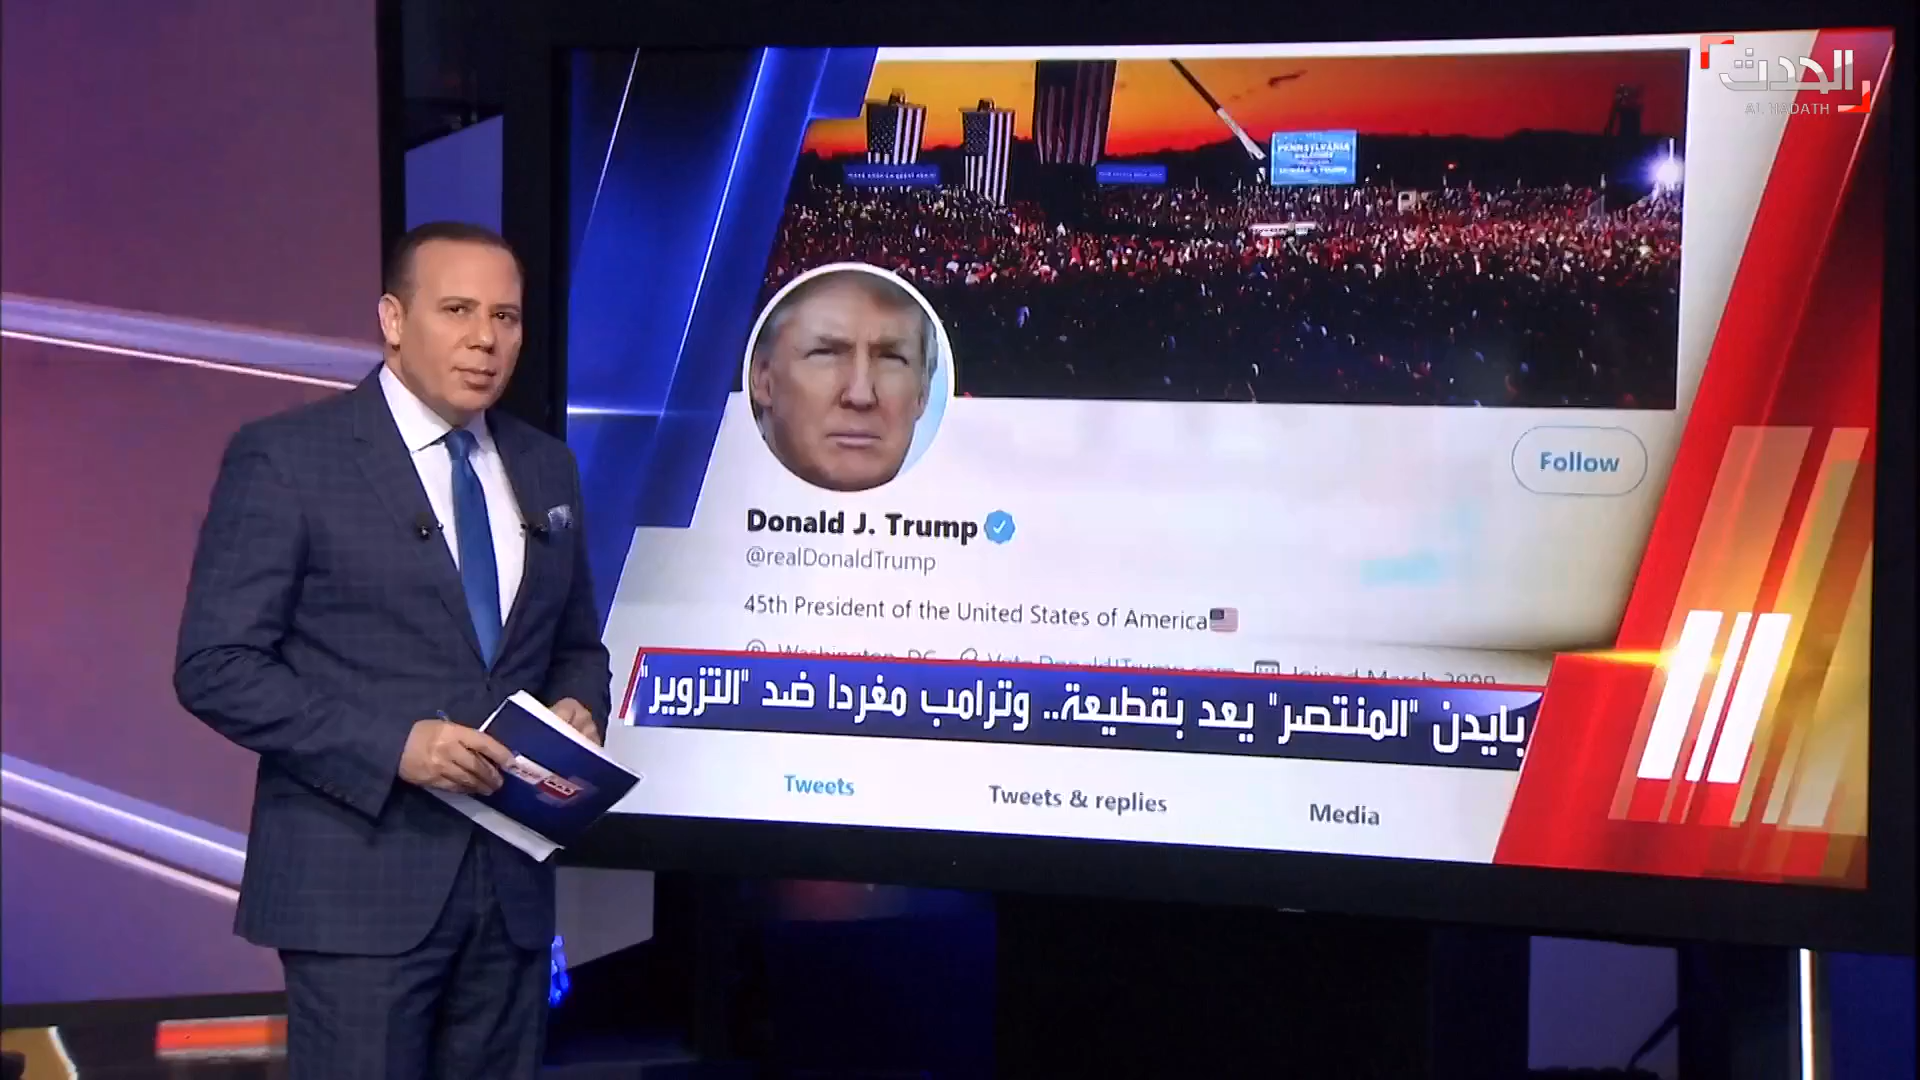 الحدث
AL HADATH
PENNSYLVANIA
Follow
Donald J. Trump
@realDonaldTrump
45th President of the United States of America
بايدن "المنتصر" يعد بقطيعة.. وترامب مغردا ضد "التزوير"
Tweets
Tweets & replies
Media